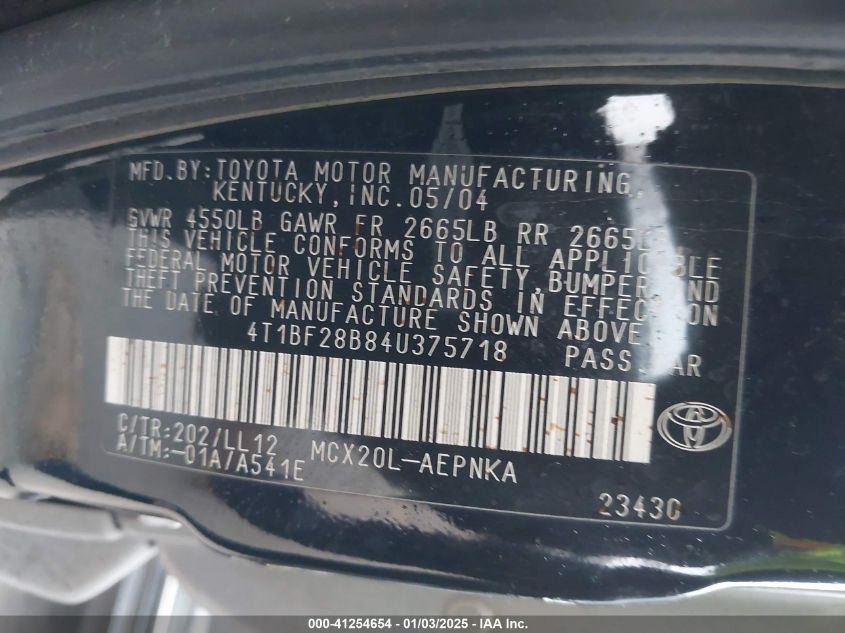 MFD.BY:TOYOTA MOTOR MANUFACTURING,
KENTUCKY, INC. 05/04
GVWR 4550LB GAWR FR 2665LB RR
THIS VEHICLE CONFORMS TO ALL APPLICABLE
FEDERAL MOTOR VEHICLE SAFETY, BUMPER, AND
THEFT PREVENTION STANDARDS IN EFFECT ON
THE DATE OF MANUFACTURE SHOWN ABOVE.
4T1BF28B84U375718 PASS.CAR
C/TR:202/LL12 MCX20L-AEPNKA
A/TM:-01A/A541E
23430
000-41254654 | 01/03/2025 - IAA Inc.